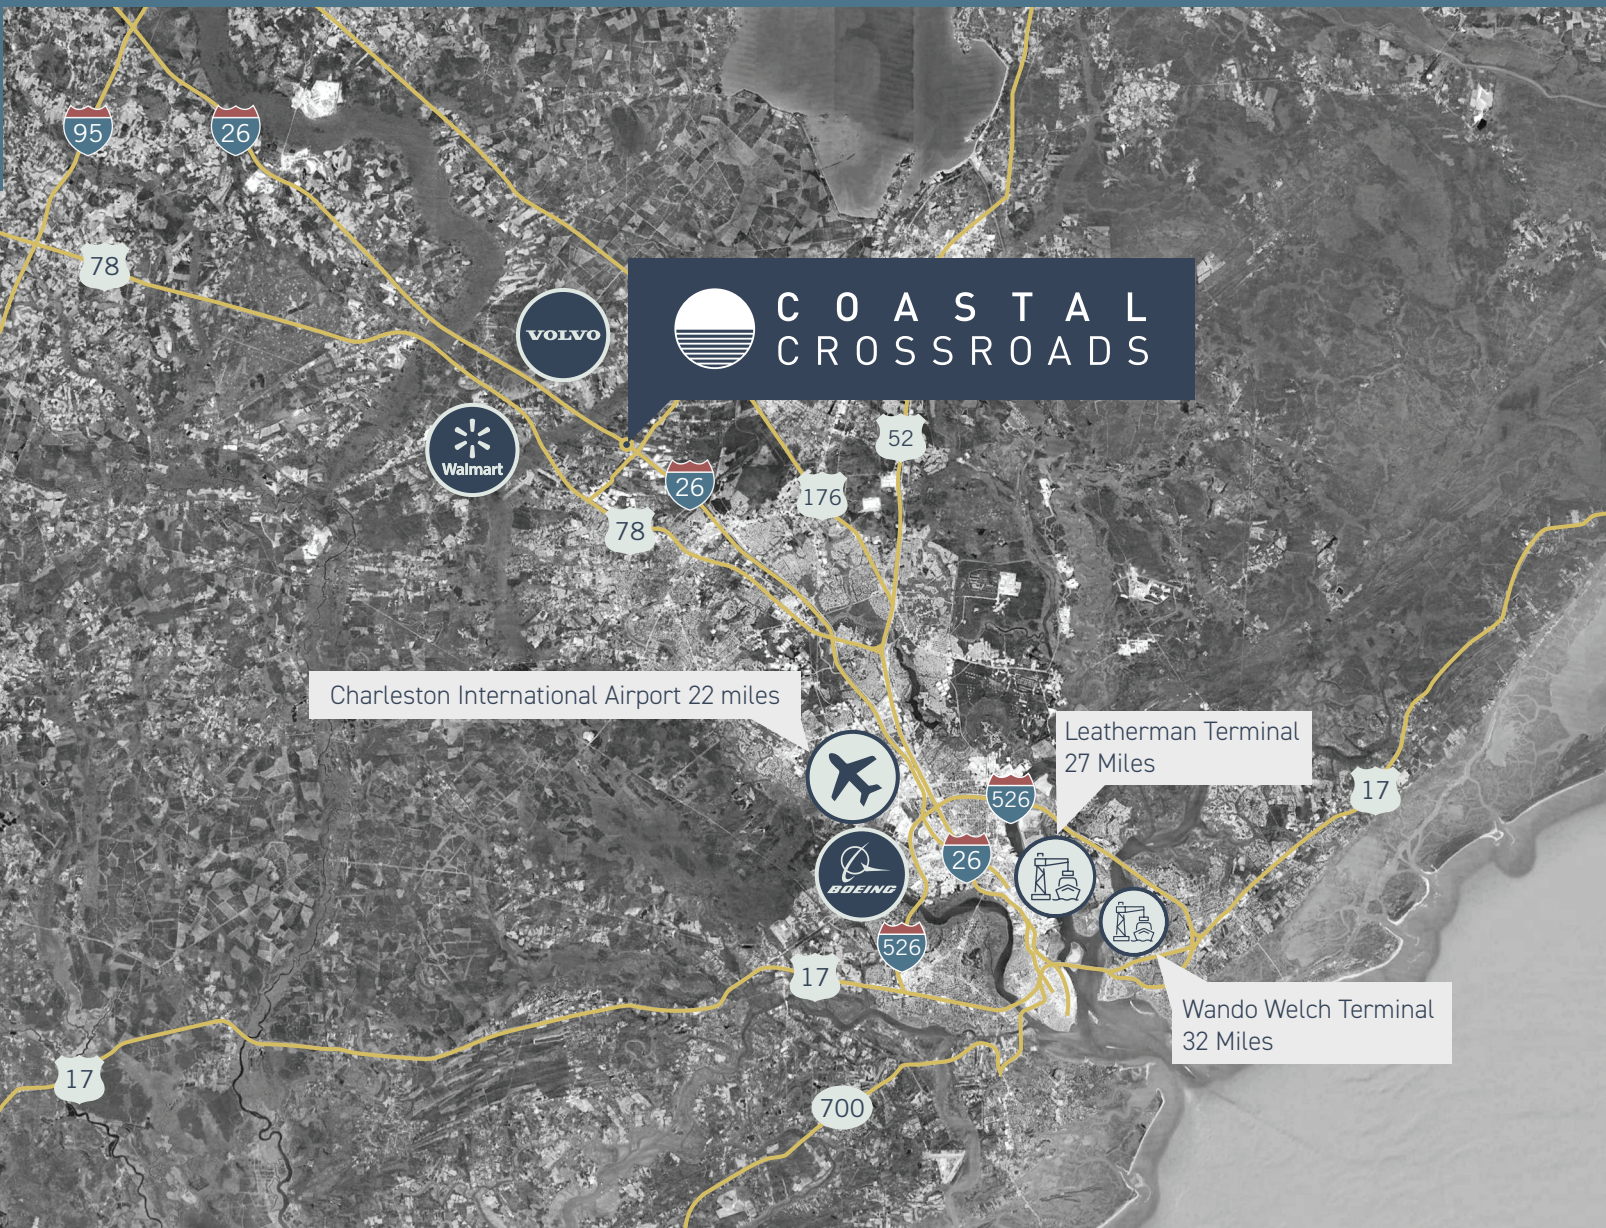 95
26
78
VOLVO
COASTAL
CROSSROADS
Walmart
52
26
176
78
Charleston International Airport 22 miles
Leatherman Terminal
27 Miles
526
17
26
BOEING
526
17
Wando Welch Terminal
32 Miles
17
700